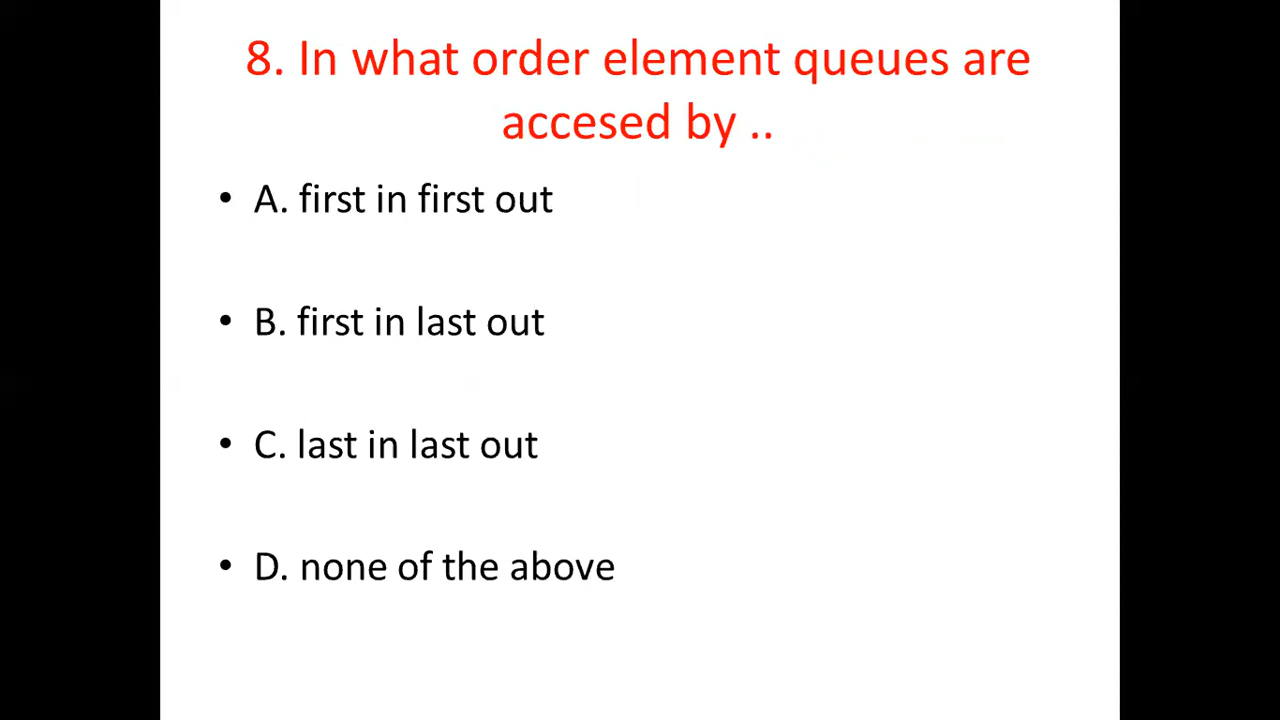 8. In what order element queues are
accesed by ..
• A. first in first out
• B. first in last out
• C. last in last out
• D. none of the above